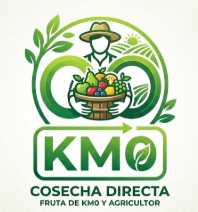 KM0
COSECHA DIRECTA
FRUTA DE KM0 Y AGRICULTOR